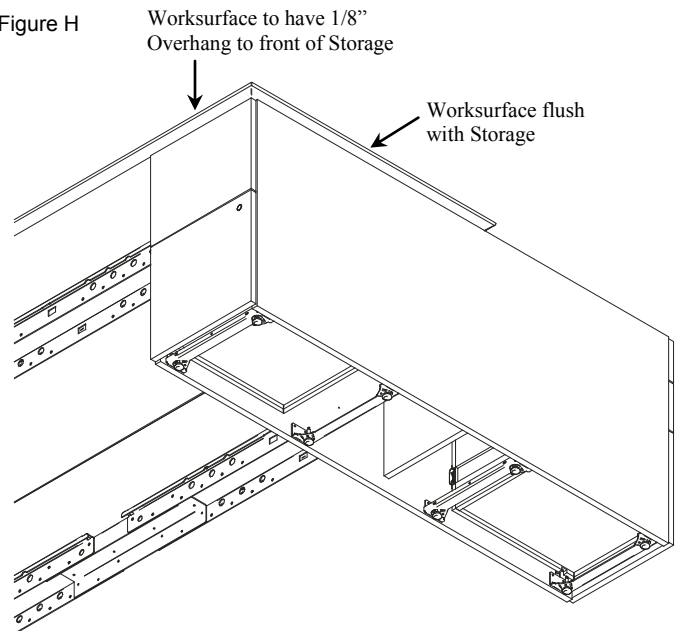 Figure H
Worksurface to have 1/8”
Overhang to front of Storage
Worksurface flush
with Storage